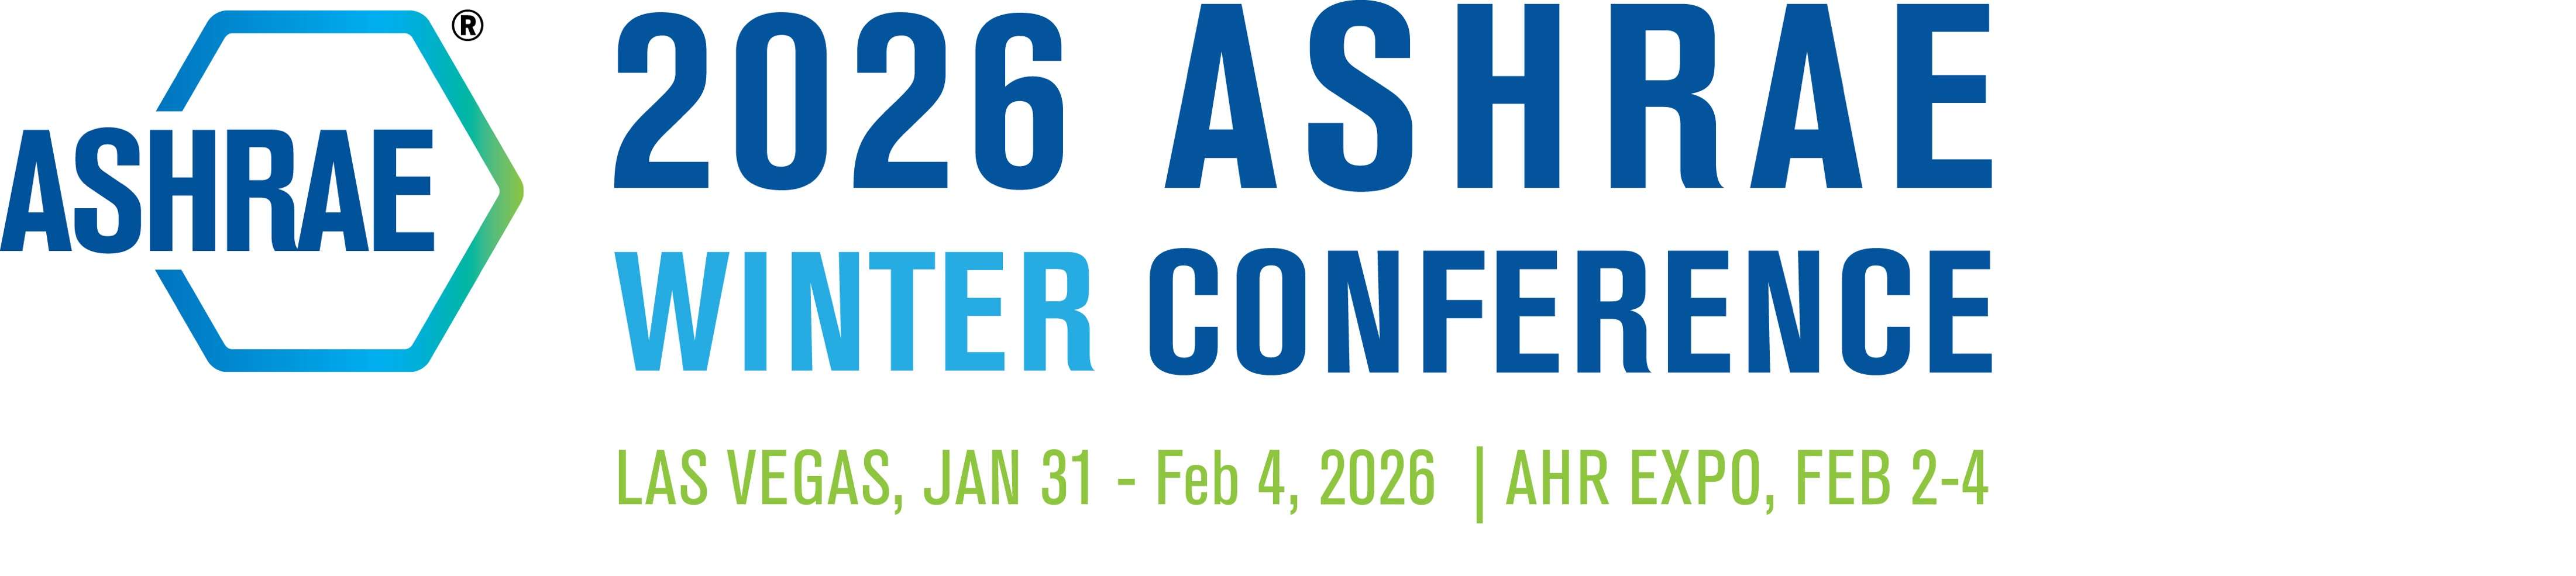 ASHRAE®
2026 ASHRAE
WINTER CONFERENCE
LAS VEGAS, JAN 31 - Feb 4, 2026 | AHR EXPO, FEB 2-4